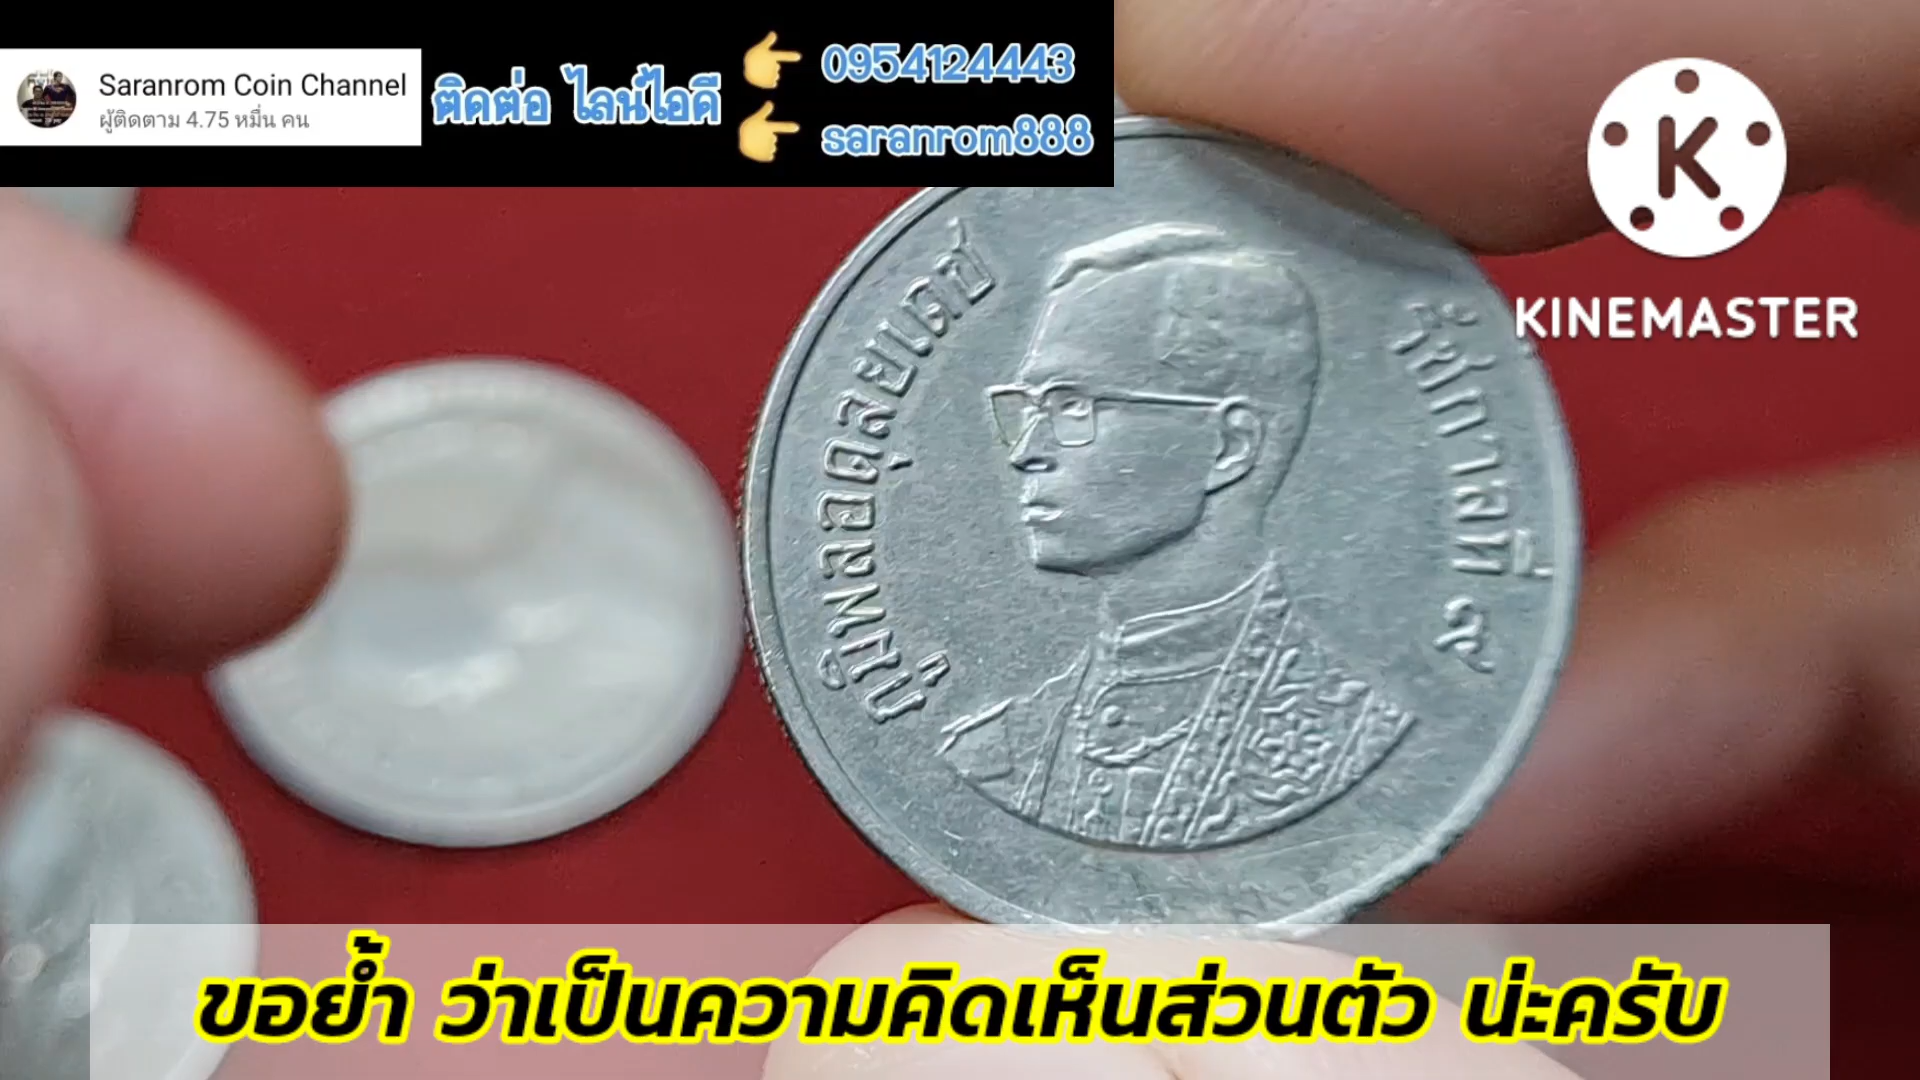 Saranrom Coin Channel
ผู้ติดตาม 4.75 หมื่น คน
ติดต่อ ไลน์ไอดี
👉 0954124443
👉 saranrom888
K
KINEMASTER
ภูมิพลอดุลยเดช
รัชกาลที่ ๙
ขอย้ำ ว่าเป็นความคิดเห็นส่วนตัว น่ะครับ